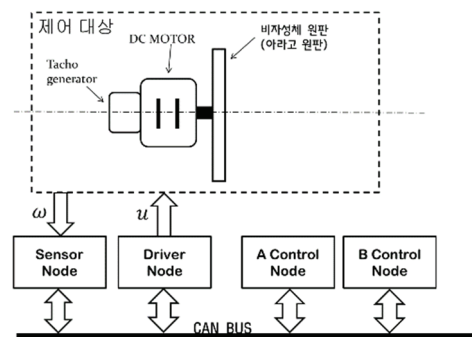 제어 대상
DC MOTOR
비자성체 원판
(아라고 원판)
Tacho
generator
ω
u
Sensor
Node
Driver
Node
A Control
Node
B Control
Node
CAN BUS